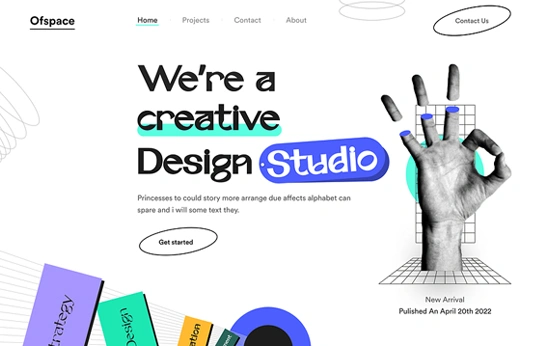 Ofspace
Home
Projects
Contact
About
Contact Us
We're a
creative
Design Studio
Princesses to could story more arrange due affects alphabet can
spare and i will some text they.
Get started
New Arrival
Pulished An April 20th 2022
trategy
Design
ation